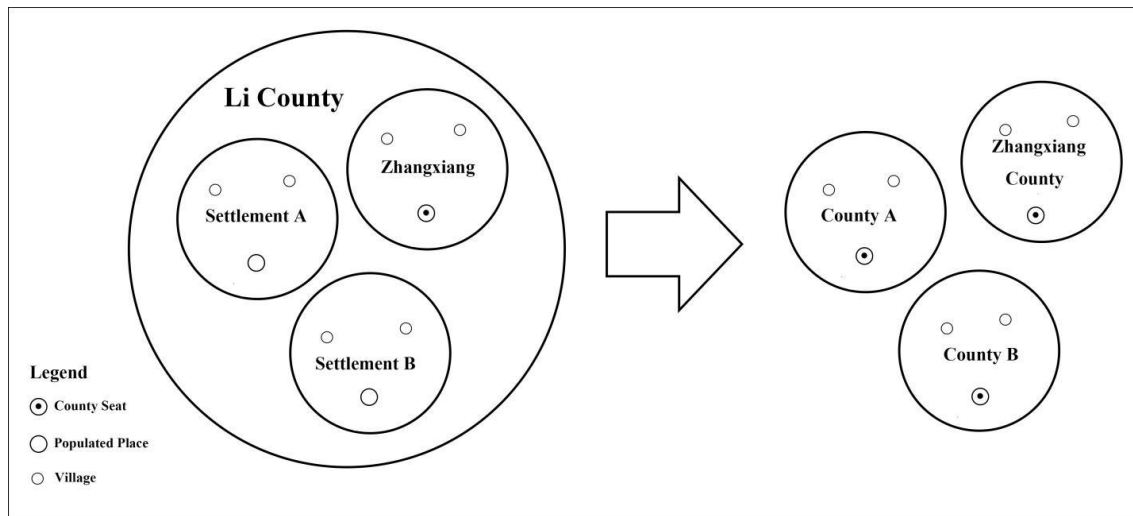 Li County
Zhangxiang
Settlement A
Settlement B
Zhangxiang
County
County A
County B
Legend
County Seat
Populated Place
Village